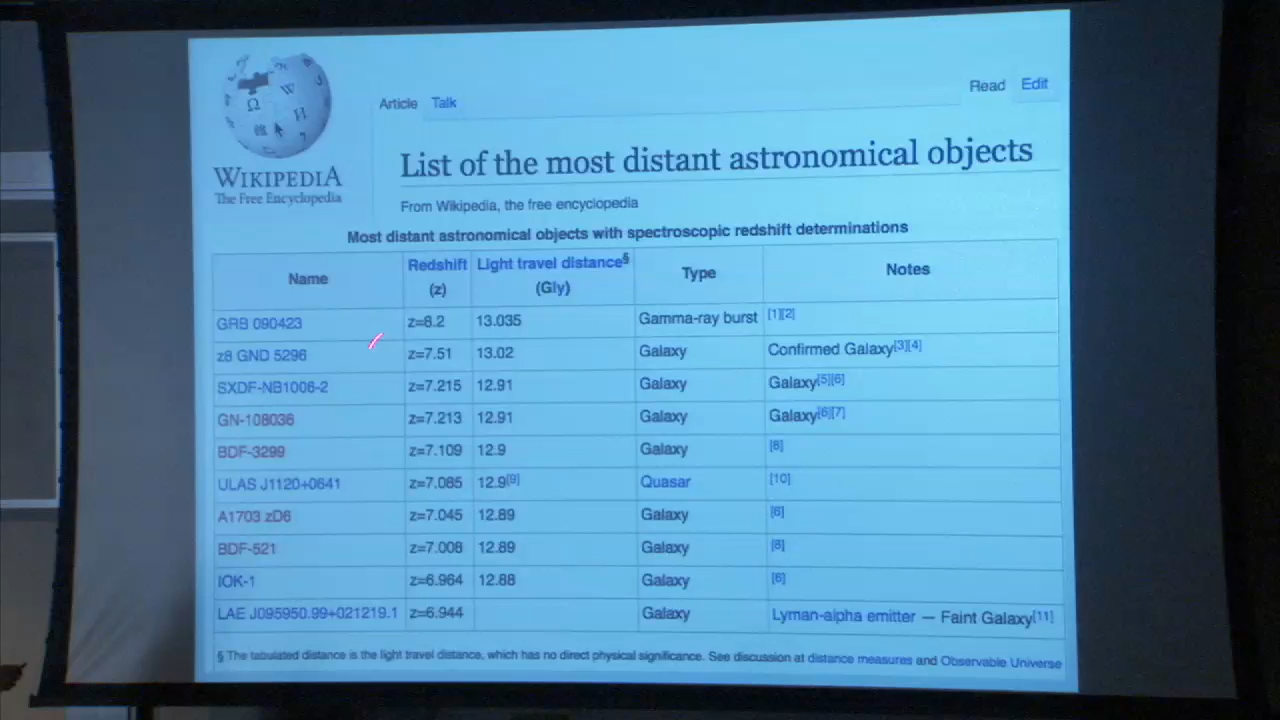 Article Talk
Read Edit
WIKIPEDIA
The Free Encyclopedia
List of the most distant astronomical objects
From Wikipedia, the free encyclopedia
Most distant astronomical objects with spectroscopic redshift determinations
Name Redshift (z) Light travel distance§ (Gly) Type Notes
GRB 090423 z=8.2 13.035 Gamma-ray burst [1][2]
z8 GND 5296 z=7.51 13.02 Galaxy Confirmed Galaxy[3][4]
SXDF-NB1006-2 z=7.215 12.91 Galaxy Galaxy[5][6]
GN-108036 z=7.213 12.91 Galaxy Galaxy[6][7]
BDF-3299 z=7.109 12.9 Galaxy [8]
ULAS J1120+0641 z=7.085 12.9[9] Quasar [10]
A1703 zD6 z=7.045 12.89 Galaxy [6]
BDF-521 z=7.008 12.89 Galaxy [8]
IOK-1 z=6.964 12.88 Galaxy [6]
LAE J095950.99+021219.1 z=6.944 Galaxy Lyman-alpha emitter — Faint Galaxy[11]
§ The tabulated distance is the light travel distance, which has no direct physical significance. See discussion at distance measures and Observable Universe